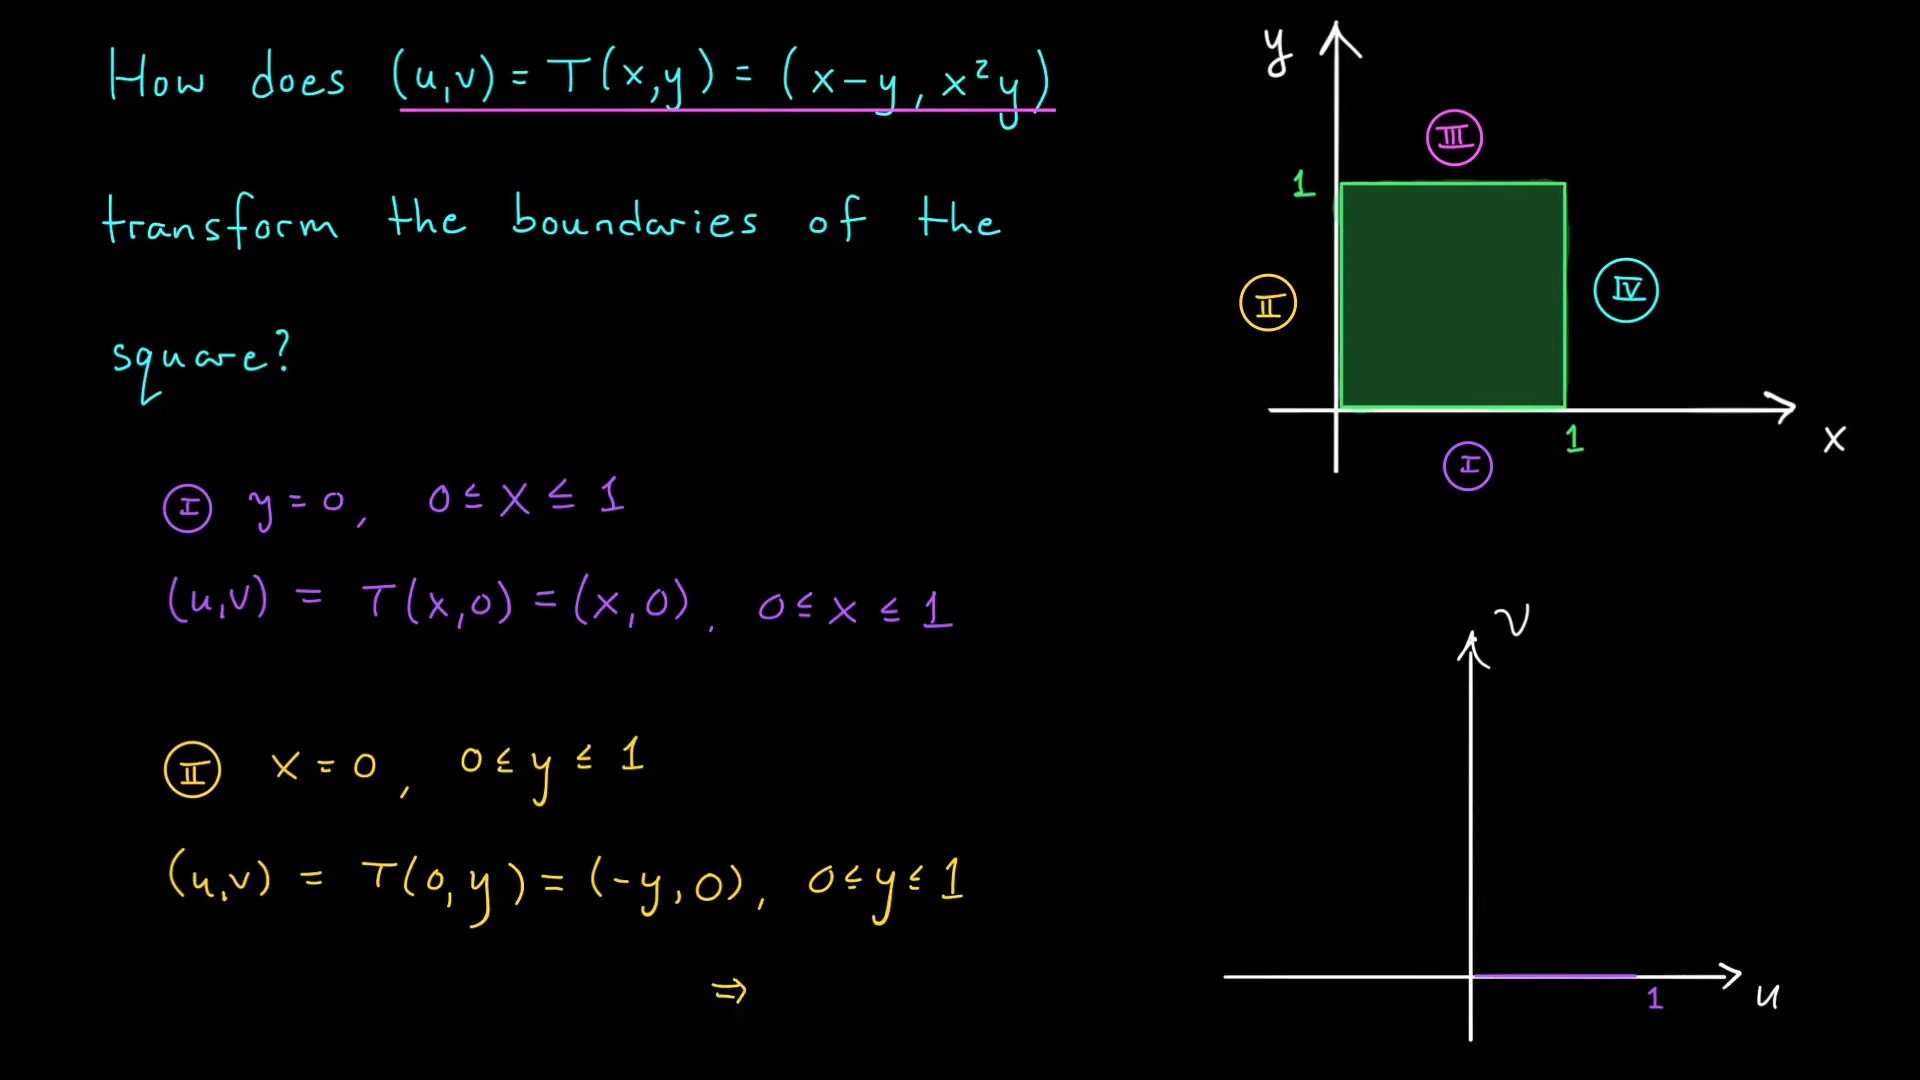 How does (u,v) = T(x,y) = (x-y, x²y)
transform the boundaries of the
square?
Ⓘ y = 0, 0 ≤ x ≤ 1
(u,v) = T(x,0) = (x,0), 0 ≤ x ≤ 1
II x = 0, 0 ≤ y ≤ 1
(u,v) = T(0,y) = (-y,0), 0 ≤ y ≤ 1
⇒
y
III
1
II
IV
1
x
I
v
1
u